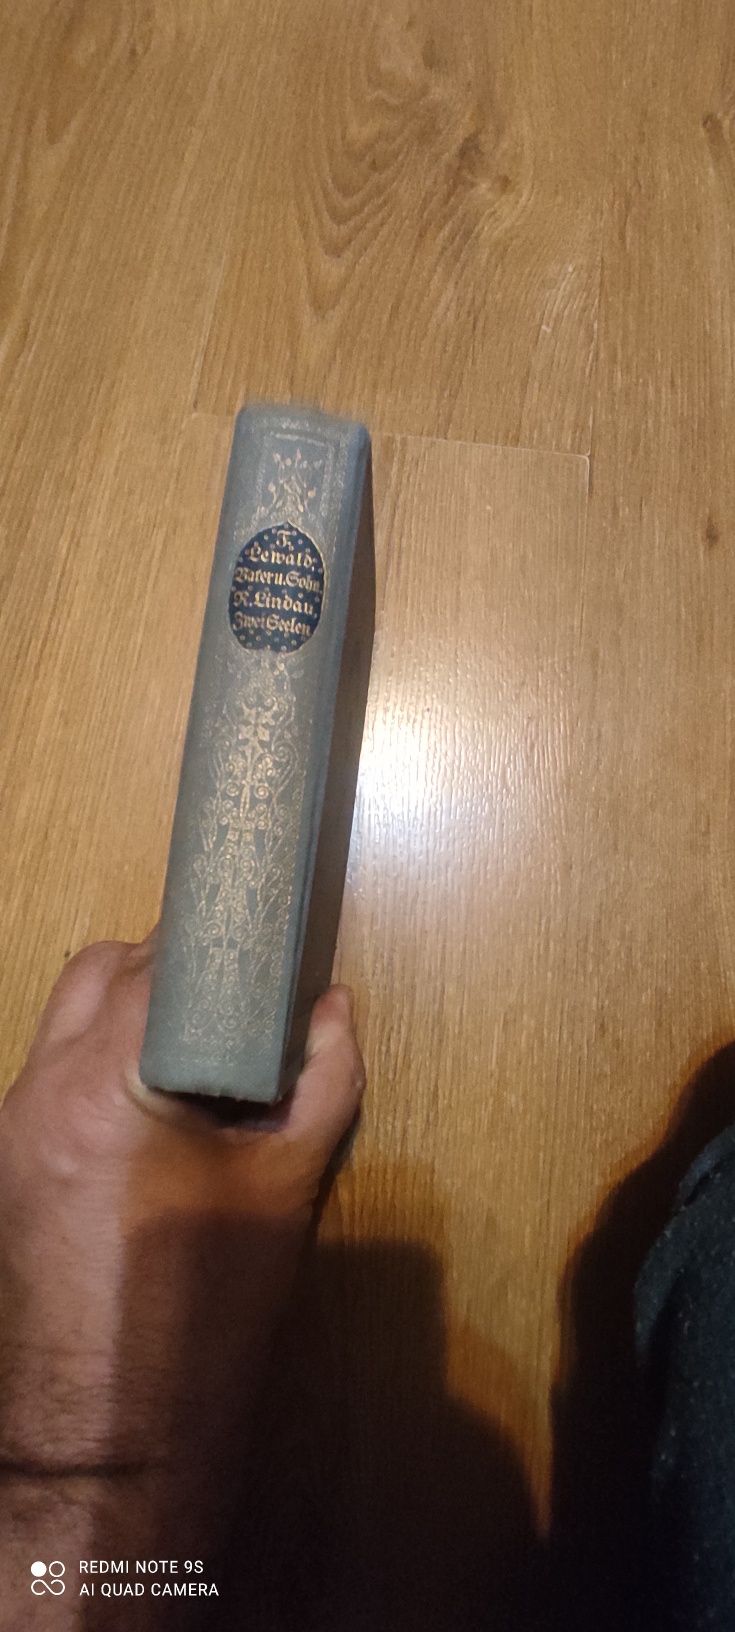 F.
Lewald:
Vater u. Sohn.
R. Lindau,
Zwei Seelen
REDMI NOTE 9S
AI QUAD CAMERA